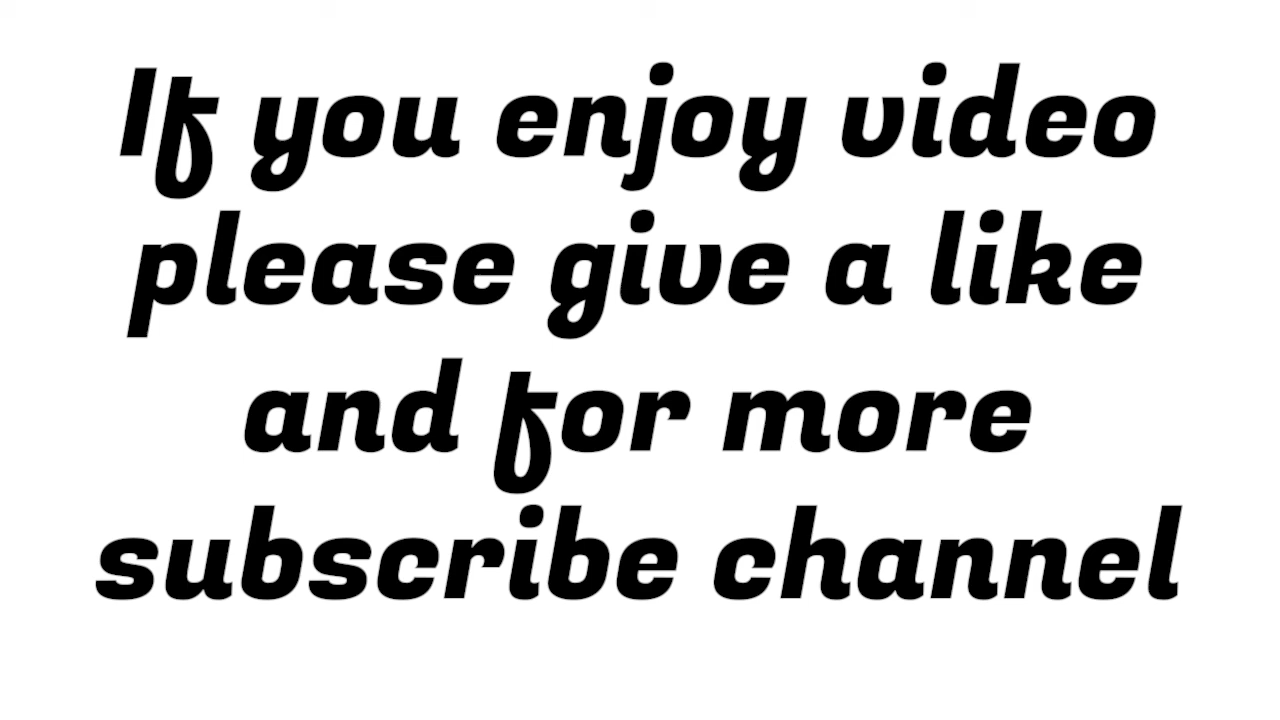 If you enjoy video
please give a like
and for more
subscribe channel